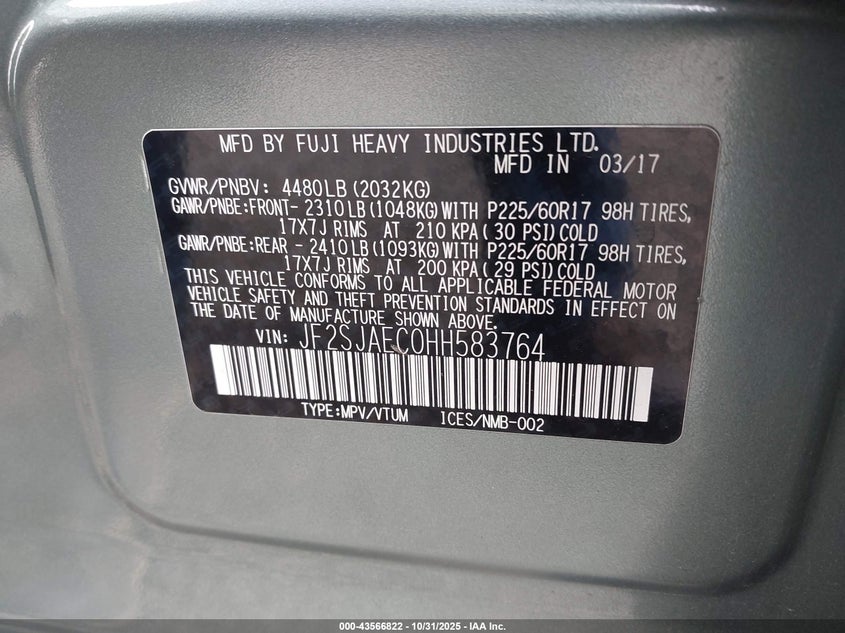 MFD BY FUJI HEAVY INDUSTRIES LTD.
MFD IN 03/17
GVWR/PNBV: 4480LB(2032KG)
GAWR/PNBE:FRONT- 2310LB(1048KG)WITH P225/60R17 98H TIRES,
17X7J RIMS AT 210 KPA(30 PSI)COLD
GAWR/PNBE:REAR - 2410LB(1093KG)WITH P225/60R17 98H TIRES,
17X7J RIMS AT 200 KPA(29 PSI)COLD
THIS VEHICLE CONFORMS TO ALL APPLICABLE FEDERAL MOTOR
VEHICLE SAFETY AND THEFT PREVENTION STANDARDS IN EFFECT ON
THE DATE OF MANUFACTURE SHOWN ABOVE.
VIN: JF2SJAEC0HH583764
TYPE:MPV/VTUM ICES/NMB-002
000-43566822 - 10/31/2025 - IAA Inc.